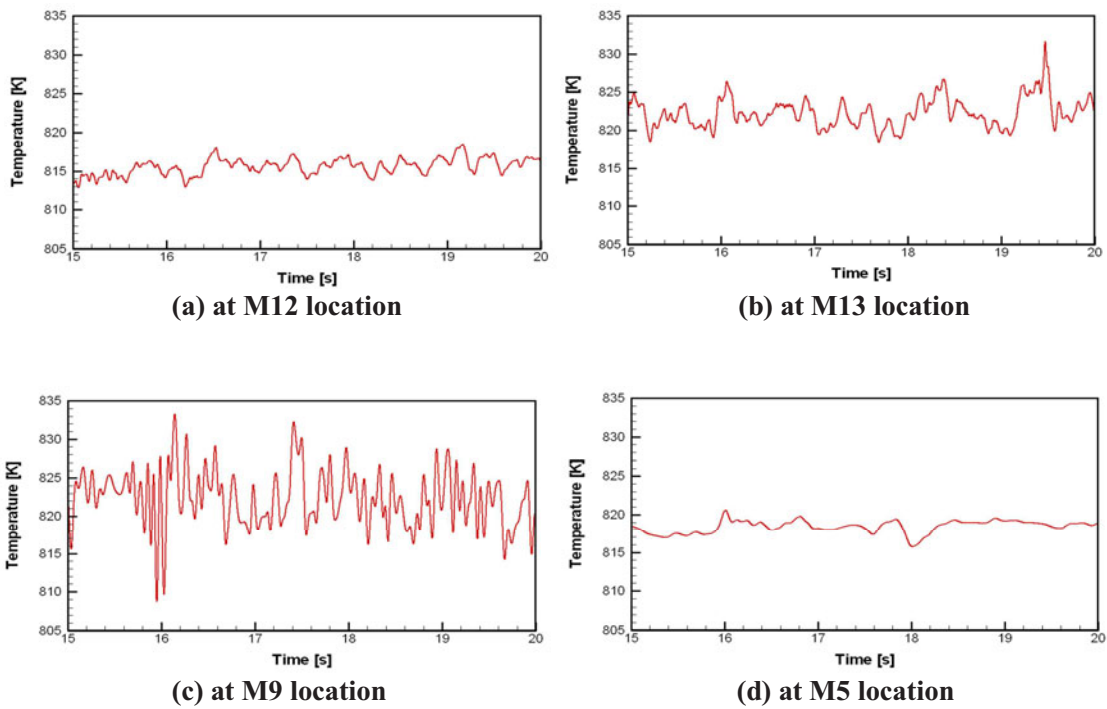 835
830
825
820
815
810
805
Temperature [K]
15 16 17 18 19 20
Time [s]
(a) at M12 location
835
830
825
820
815
810
805
Temperature [K]
15 16 17 18 19 20
Time [s]
(b) at M13 location
835
830
825
820
815
810
805
Temperature [K]
15 16 17 18 19 20
Time [s]
(c) at M9 location
835
830
825
820
815
810
805
Temperature [K]
15 16 17 18 19 20
Time [s]
(d) at M5 location